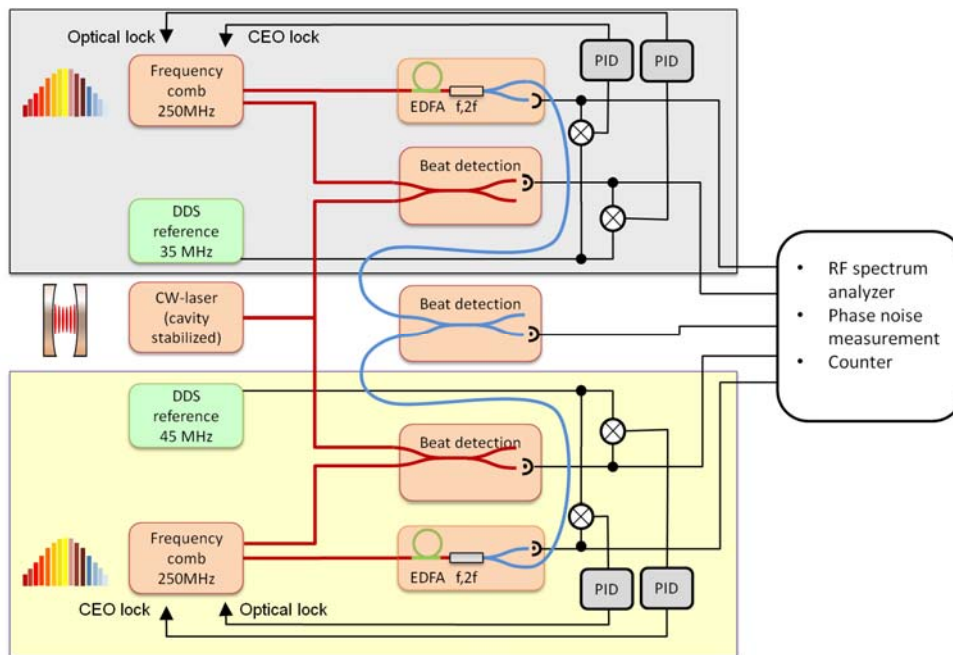 Optical lock
CEO lock
PID
PID
Frequency
comb
250MHz
EDFA
f,2f
Beat detection
DDS
reference
35 MHz
CW-laser
(cavity
stabilized)
Beat detection
• RF spectrum
analyzer
• Phase noise
measurement
• Counter
DDS
reference
45 MHz
Beat detection
Frequency
comb
250MHz
EDFA
f,2f
PID
PID
CEO lock
Optical lock